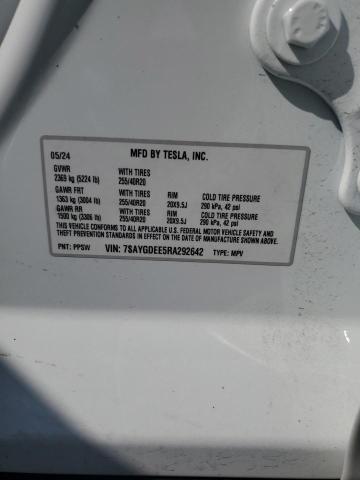 05/24 MFD BY TESLA, INC.
GVWR WITH TIRES
2369 kg (5224 lb) 255/40R20
GAWR FRT WITH TIRES RIM COLD TIRE PRESSURE
1363 kg (3004 lb) 255/40R20 20X9.5J 290 kPa, 42 psi
GAWR RR WITH TIRES RIM COLD TIRE PRESSURE
1500 kg (3306 lb) 255/40R20 20X9.5J 290 kPa, 42 psi
THIS VEHICLE CONFORMS TO ALL APPLICABLE U.S. FEDERAL MOTOR VEHICLE SAFETY AND
THEFT PREVENTION STANDARDS IN EFFECT ON THE DATE OF MANUFACTURE SHOWN ABOVE.
PNT: PPSW VIN: 7SAYGDEE5RA292642 TYPE: MPV